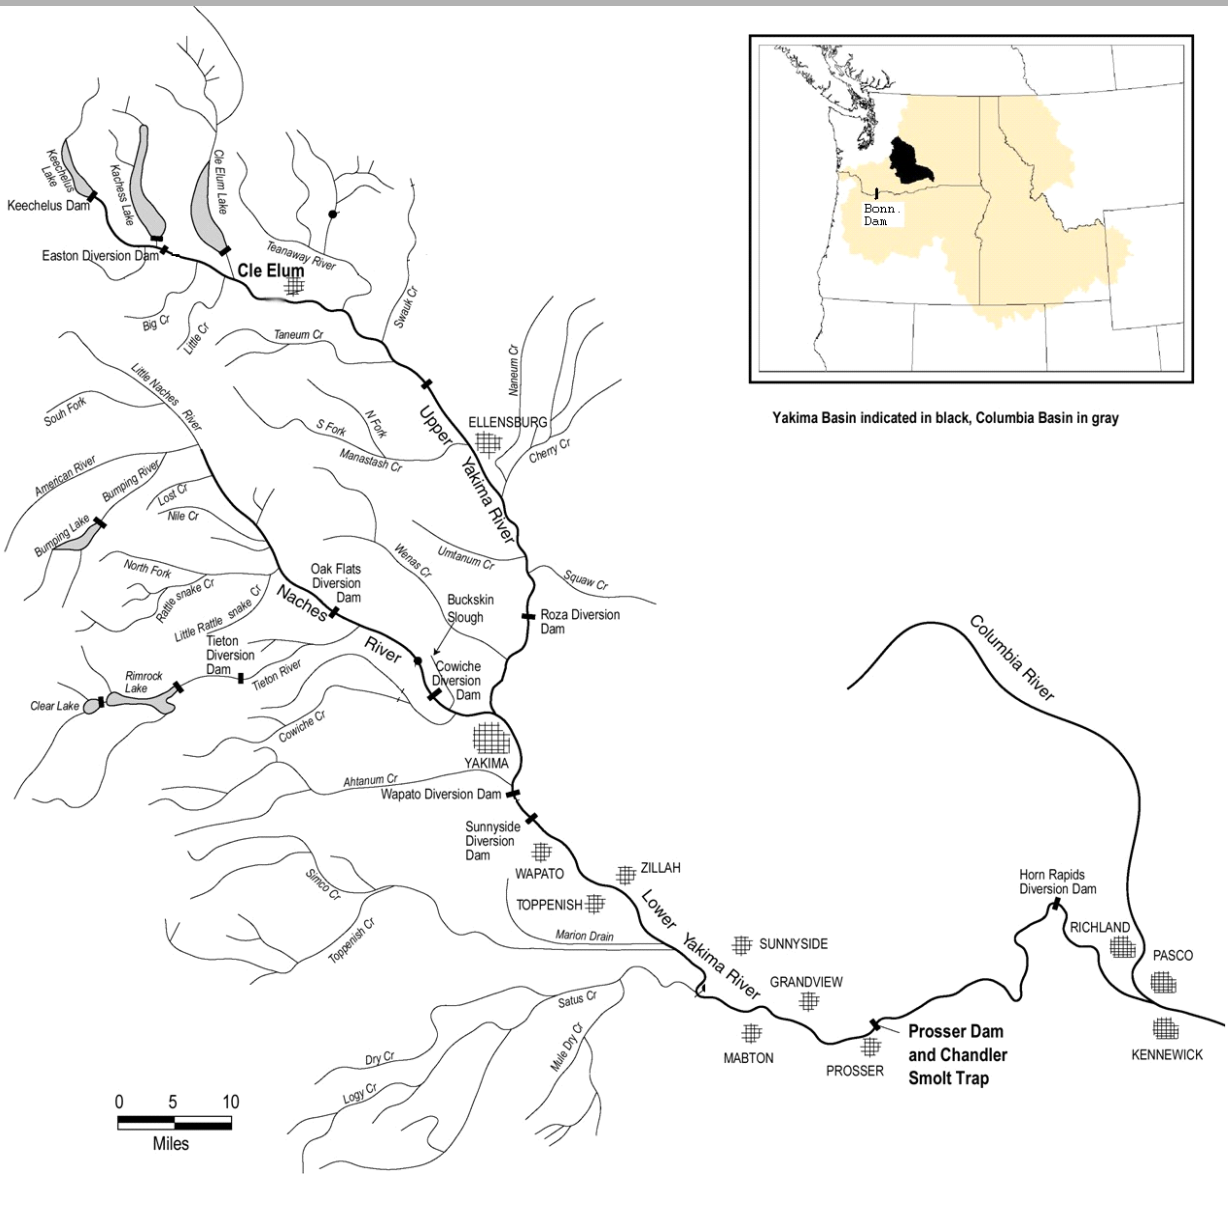 Keechelus
Lake
Kachess Lake
Cle Elum Lake
Keechelus Dam
Easton Diversion Dam
Cle Elum
Teanaway River
Swauk Cr
Big Cr
Little Cr
Taneum Cr
Bonn.
Dam
Yakima Basin indicated in black, Columbia Basin in gray
Little Naches River
Souh Fork
American River
Bumping River
Bumping Lake
Lost Cr
Nile Cr
N Fork
S Fork
Manastash Cr
Naneum Cr
ELLENSBURG
Cherry Cr
Upper Yakima River
Umtanum Cr
Wenas Cr
Squaw Cr
North Fork
Rattle snake Cr
Little Rattle snake Cr
Oak Flats
Diversion
Dam
Naches River
Buckskin
Slough
Roza Diversion
Dam
Tieton
Diversion
Dam
Tieton River
Rimrock
Lake
Clear Lake
Cowiche
Diversion
Dam
Cowiche Cr
YAKIMA
Ahtanum Cr
Wapato Diversion Dam
Sunnyside
Diversion
Dam
WAPATO
ZILLAH
TOPPENISH
Simco Cr
Toppenish Cr
Marion Drain
Lower Yakima River
Columbia River
Horn Rapids
Diversion Dam
RICHLAND
PASCO
KENNEWICK
SUNNYSIDE
GRANDVIEW
MABTON
PROSSER
Prosser Dam
and Chandler
Smolt Trap
Satus Cr
Mule Dry Cr
Dry Cr
Logy Cr
0 5 10
Miles